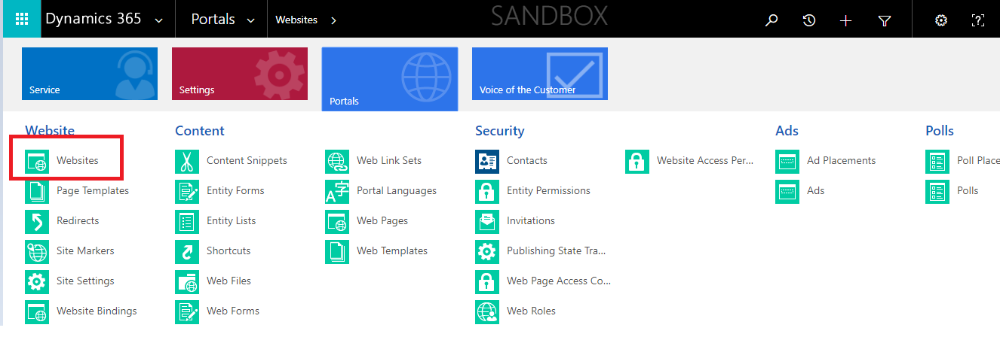 Dynamics 365 Portals Websites SANDBOX
Service Settings Portals Voice of the Customer
Website
Websites
Page Templates
Redirects
Site Markers
Site Settings
Website Bindings
Content
Content Snippets
Entity Forms
Entity Lists
Shortcuts
Web Files
Web Forms
Web Link Sets
Portal Languages
Web Pages
Web Templates
Security
Contacts
Entity Permissions
Invitations
Publishing State Tra...
Web Page Access Co...
Web Roles
Website Access Per...
Ads
Ad Placements
Ads
Polls
Poll Place
Polls